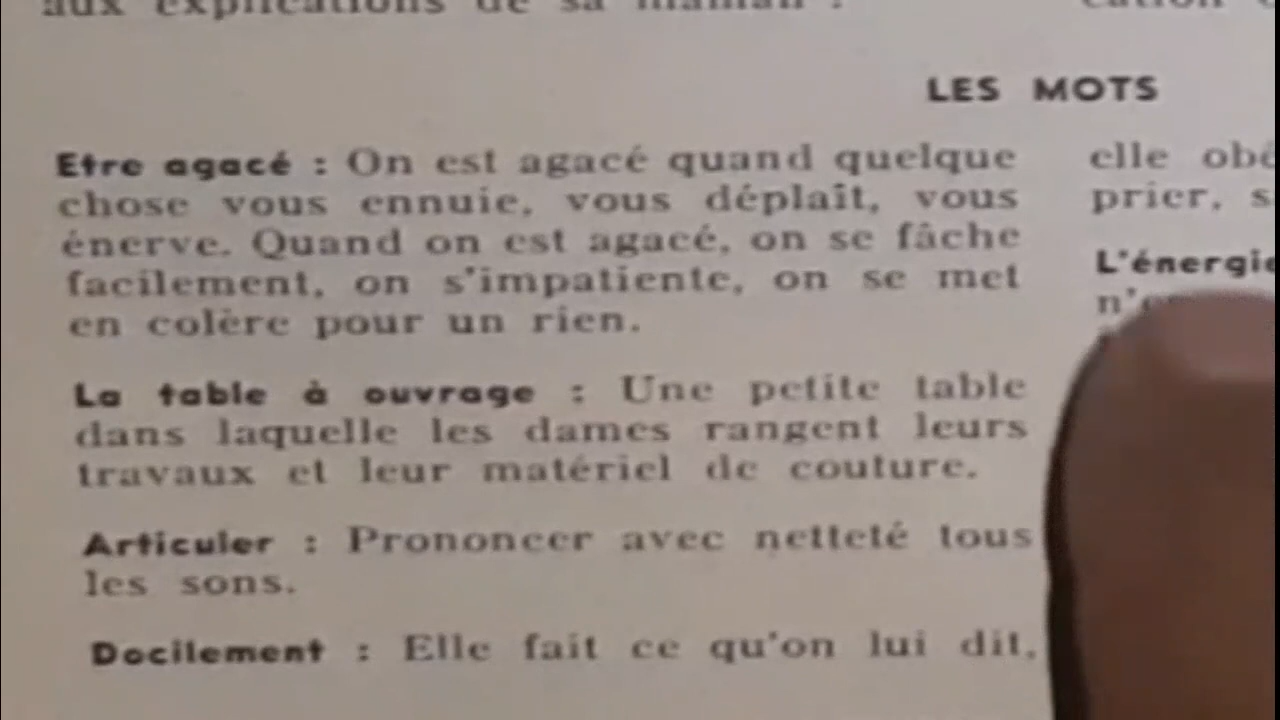 aux explications de sa maman :
LES MOTS
Etre agacé : On est agacé quand quelque
chose vous ennuie, vous déplaît, vous
énerve. Quand on est agacé, on se fâche
facilement, on s'impatiente, on se met
en colère pour un rien.
La table à ouvrage : Une petite table
dans laquelle les dames rangent leurs
travaux et leur matériel de couture.
Articuler : Prononcer avec netteté tous
les sons.
Docilement : Elle fait ce qu'on lui dit,
elle
prier,
L'énergie